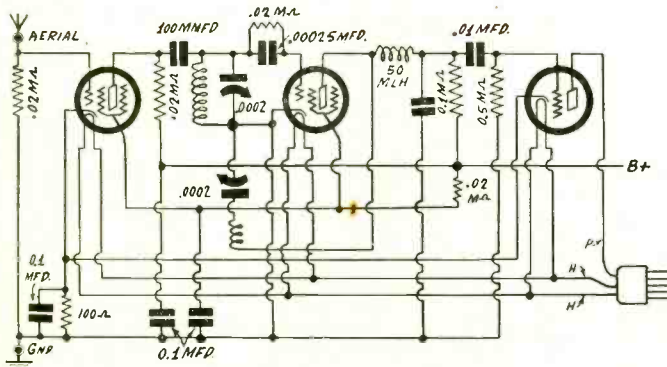 AERIAL
.02 MΩ
100 MNFD
.02 MΩ
.02 MΩ
.00025 MFD.
.0002
.0002
50
MLH
.01 MFD.
0.1 MΩ
0.5 MΩ
B+
.02
MΩ
P.
H
H
0.1
MFD.
100Ω
0.1 MFD.
GND